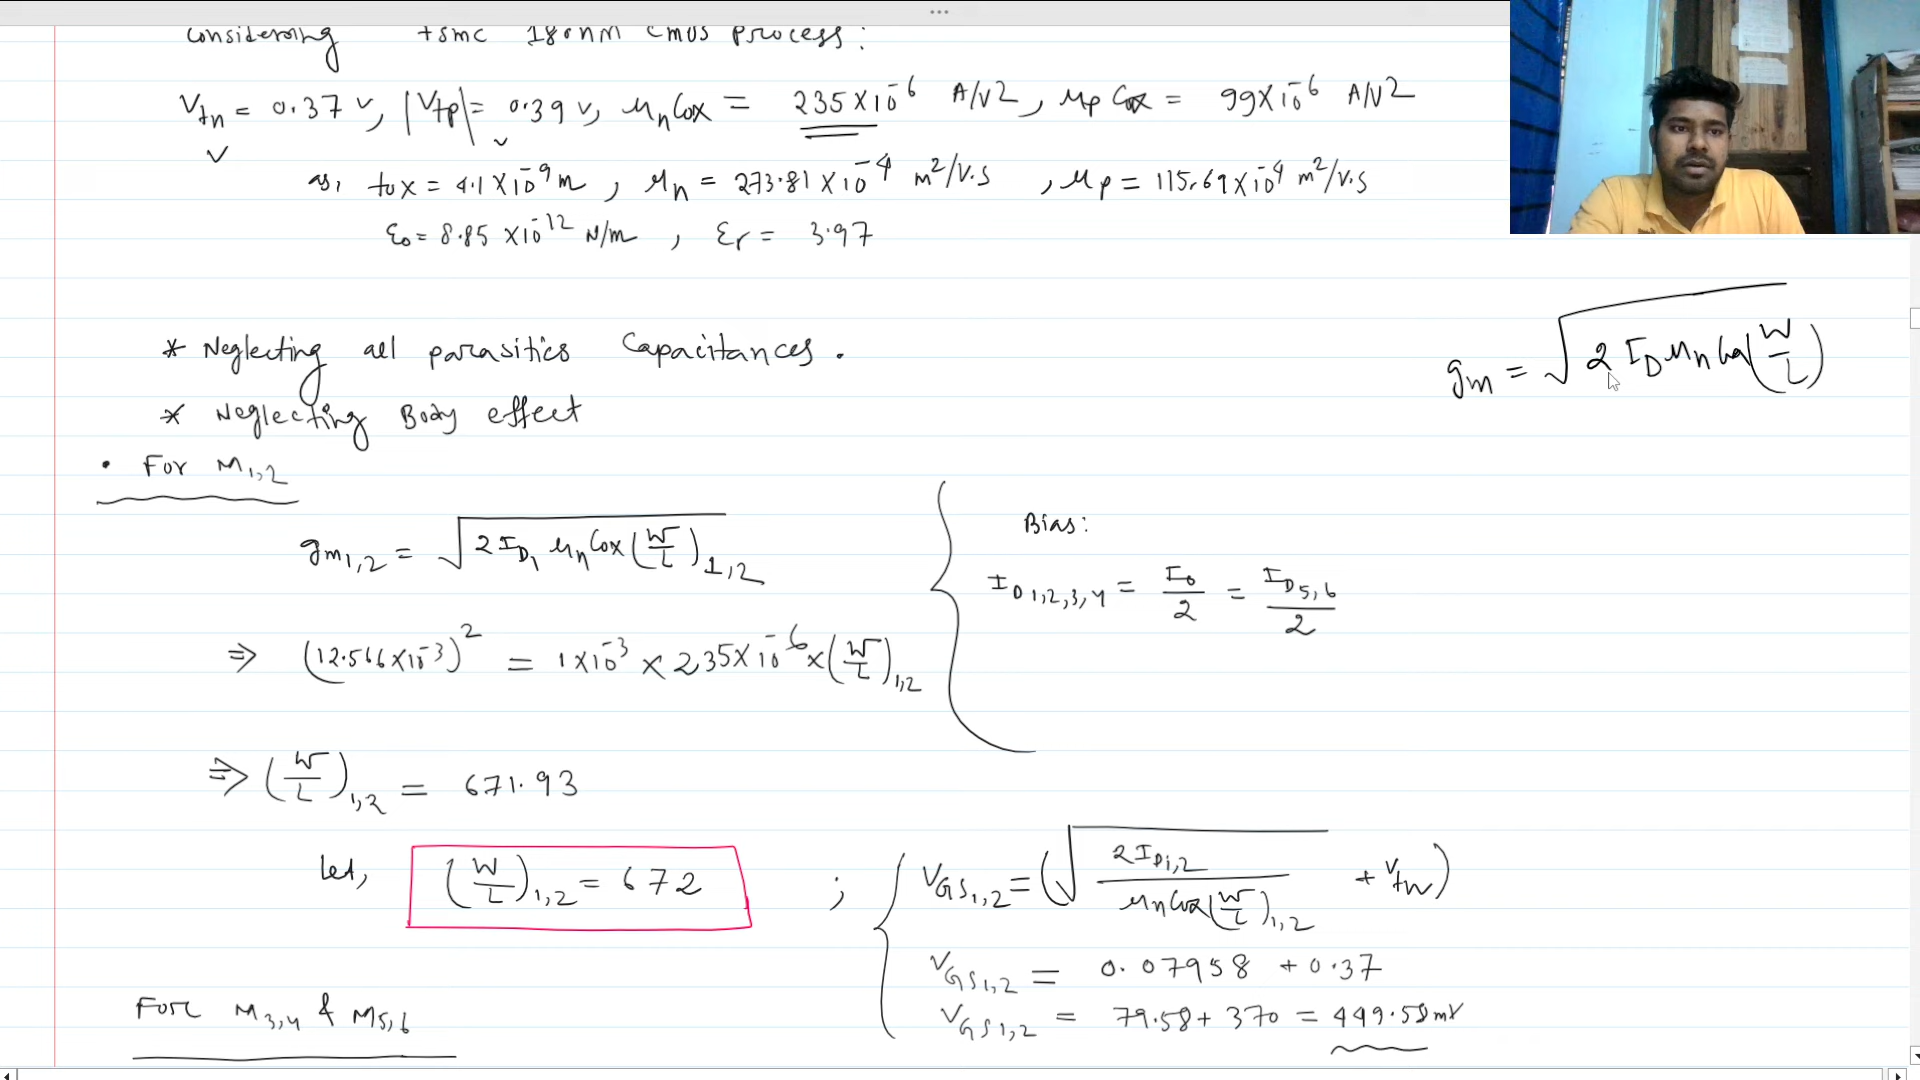 Considering tsmc 180nm CMOS process:
Vtn = 0.37 V, |Vtp| = 0.39 V, μnCox = 235×10⁻⁶ A/V2, μp Cox = 99×10⁻⁶ A/V2
as, tox = 4.1×10⁻⁹m, μn = 273.81×10⁻⁴ m²/V.S, μp = 115.69×10⁻⁴ m²/V.S
ε₀ = 8.85×10⁻¹² N/m, εr = 3.97
gm = √(2 ID μn Cox(W/L))
* Neglecting all parasitics Capacitances.
* Neglecting Body effect
• For M1,2
gm1,2 = √(2ID1 μnCox(W/L)1,2)
Bias:
ID1,2,3,4 = I0/2 = ID5,6/2
⇒ (12.566×10⁻³)² = 1×10⁻³ × 235×10⁻⁶ × (W/L)1,2
⇒ (W/L)1,2 = 671.93
Let, (W/L)1,2 = 672 ;
VGS1,2 = (√(2ID1,2 / μnCox(W/L)1,2) + Vtn)
VGS1,2 = 0.07958 + 0.37
VGS1,2 = 79.58 + 370 = 449.58mV
For M3,4 & M5,6